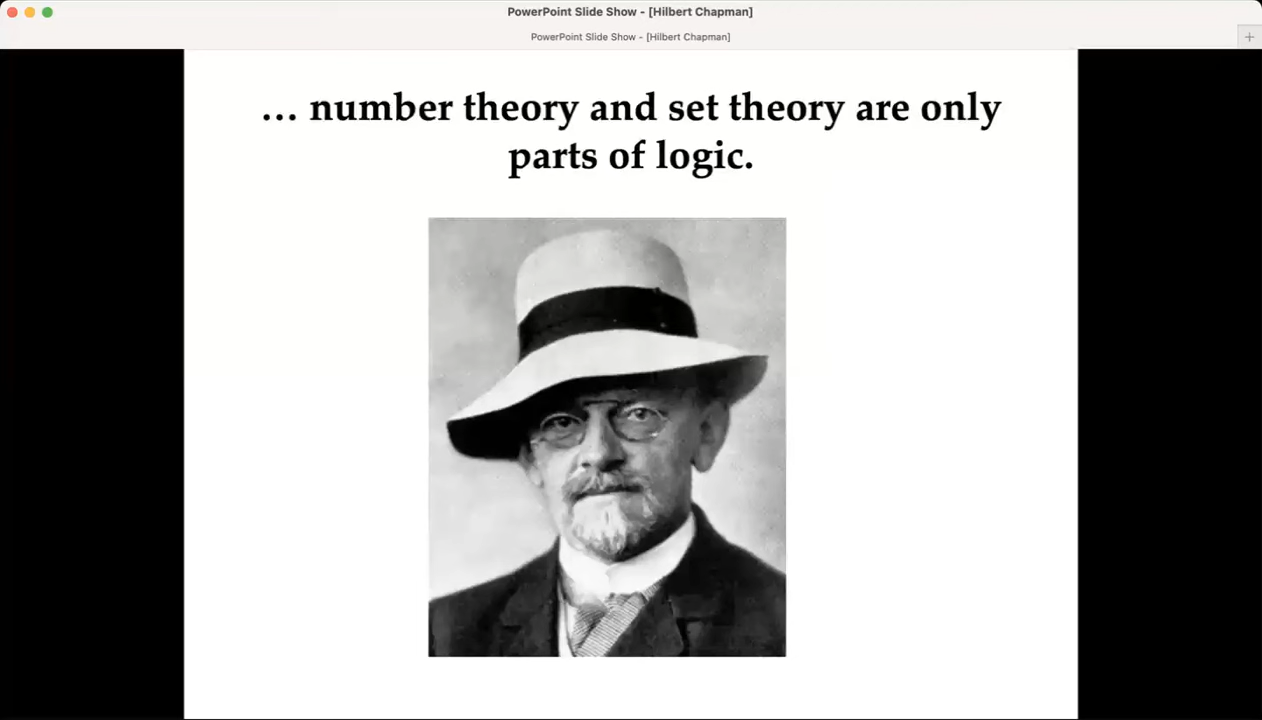 PowerPoint Slide Show - [Hilbert Chapman]
PowerPoint Slide Show - [Hilbert Chapman]
+
… number theory and set theory are only
parts of logic.